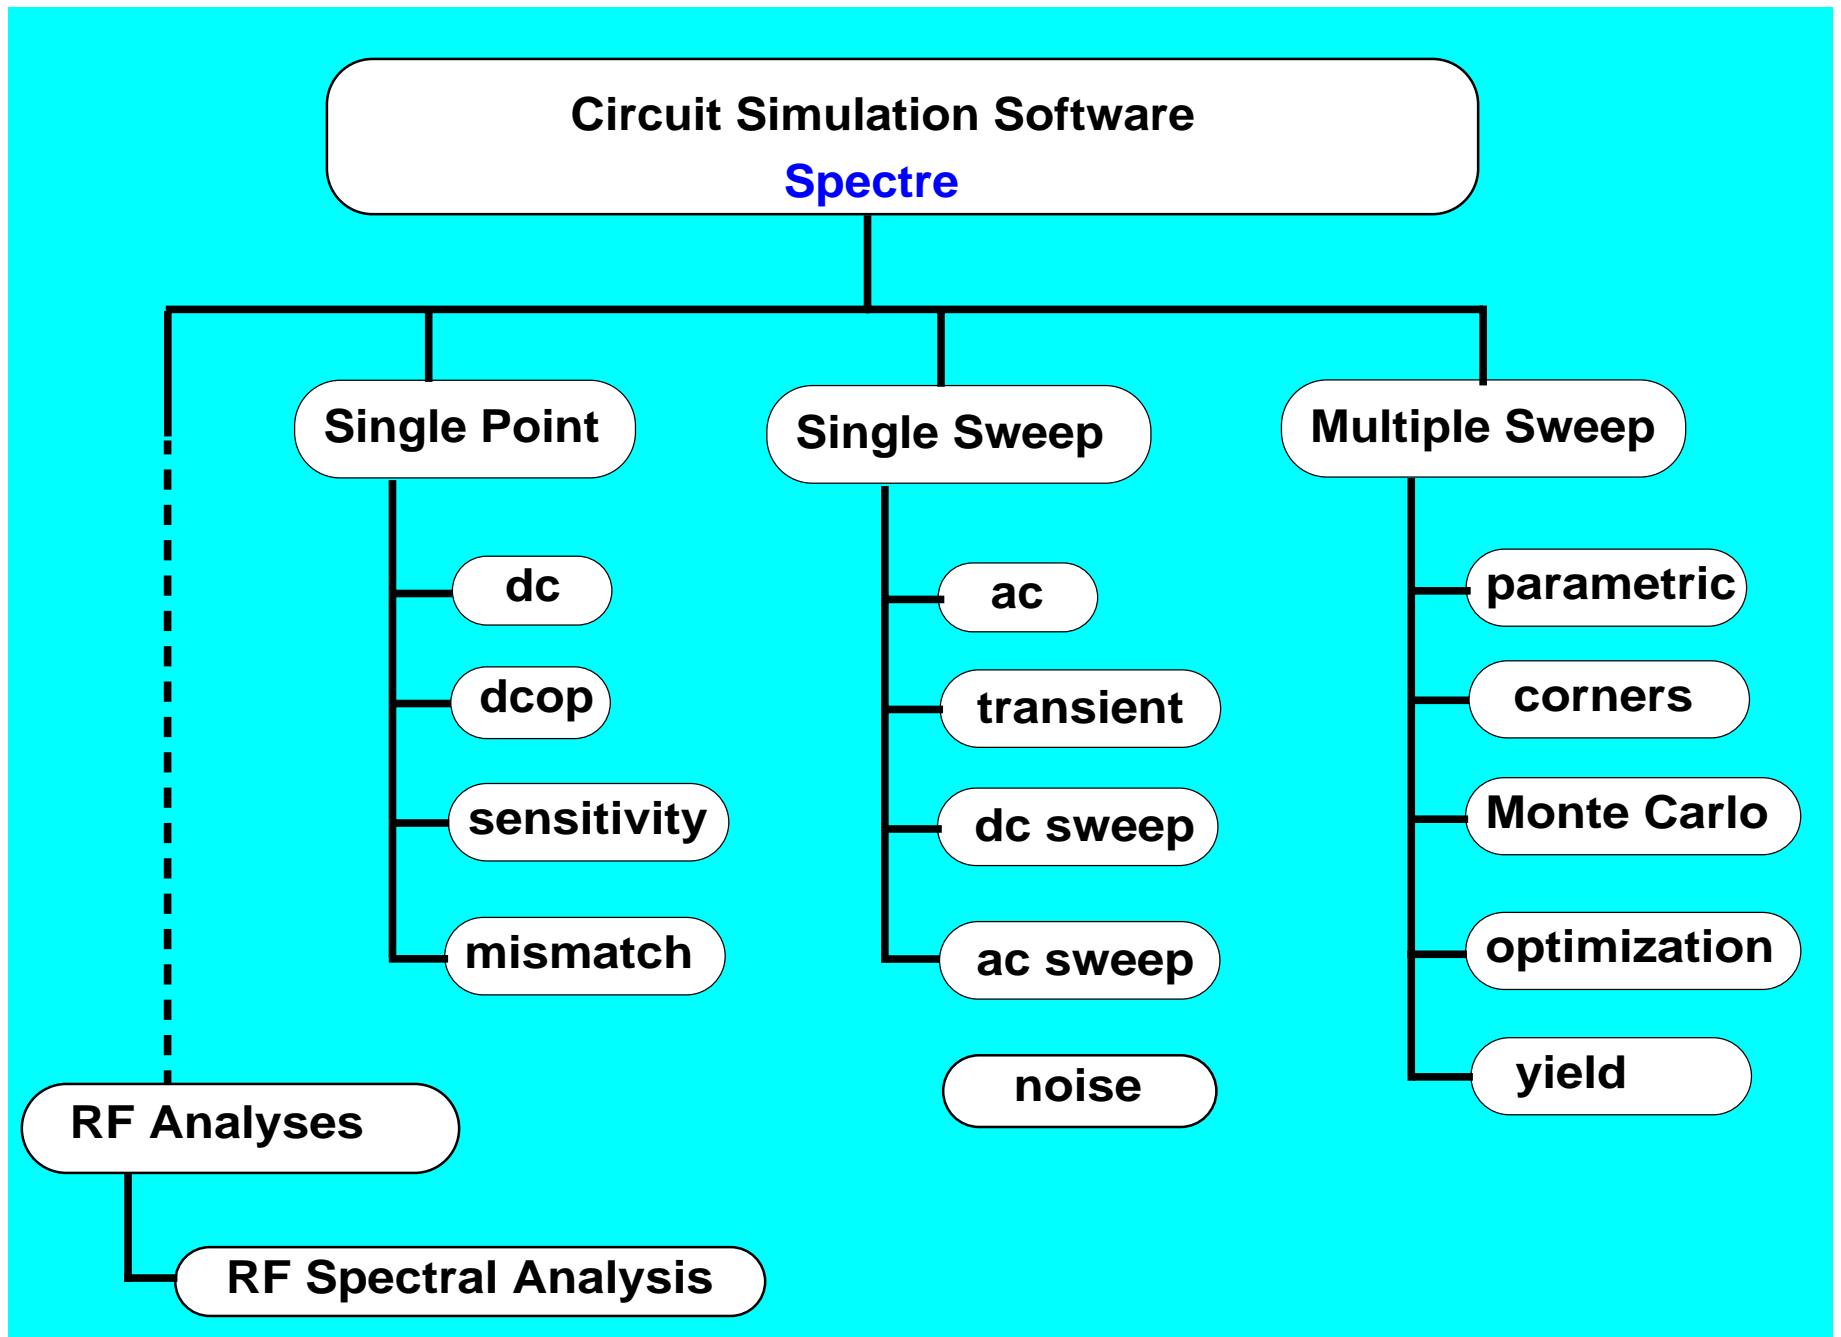 Circuit Simulation Software
Spectre
Single Point
Single Sweep
Multiple Sweep
dc
dcop
sensitivity
mismatch
ac
transient
dc sweep
ac sweep
noise
parametric
corners
Monte Carlo
optimization
yield
RF Analyses
RF Spectral Analysis